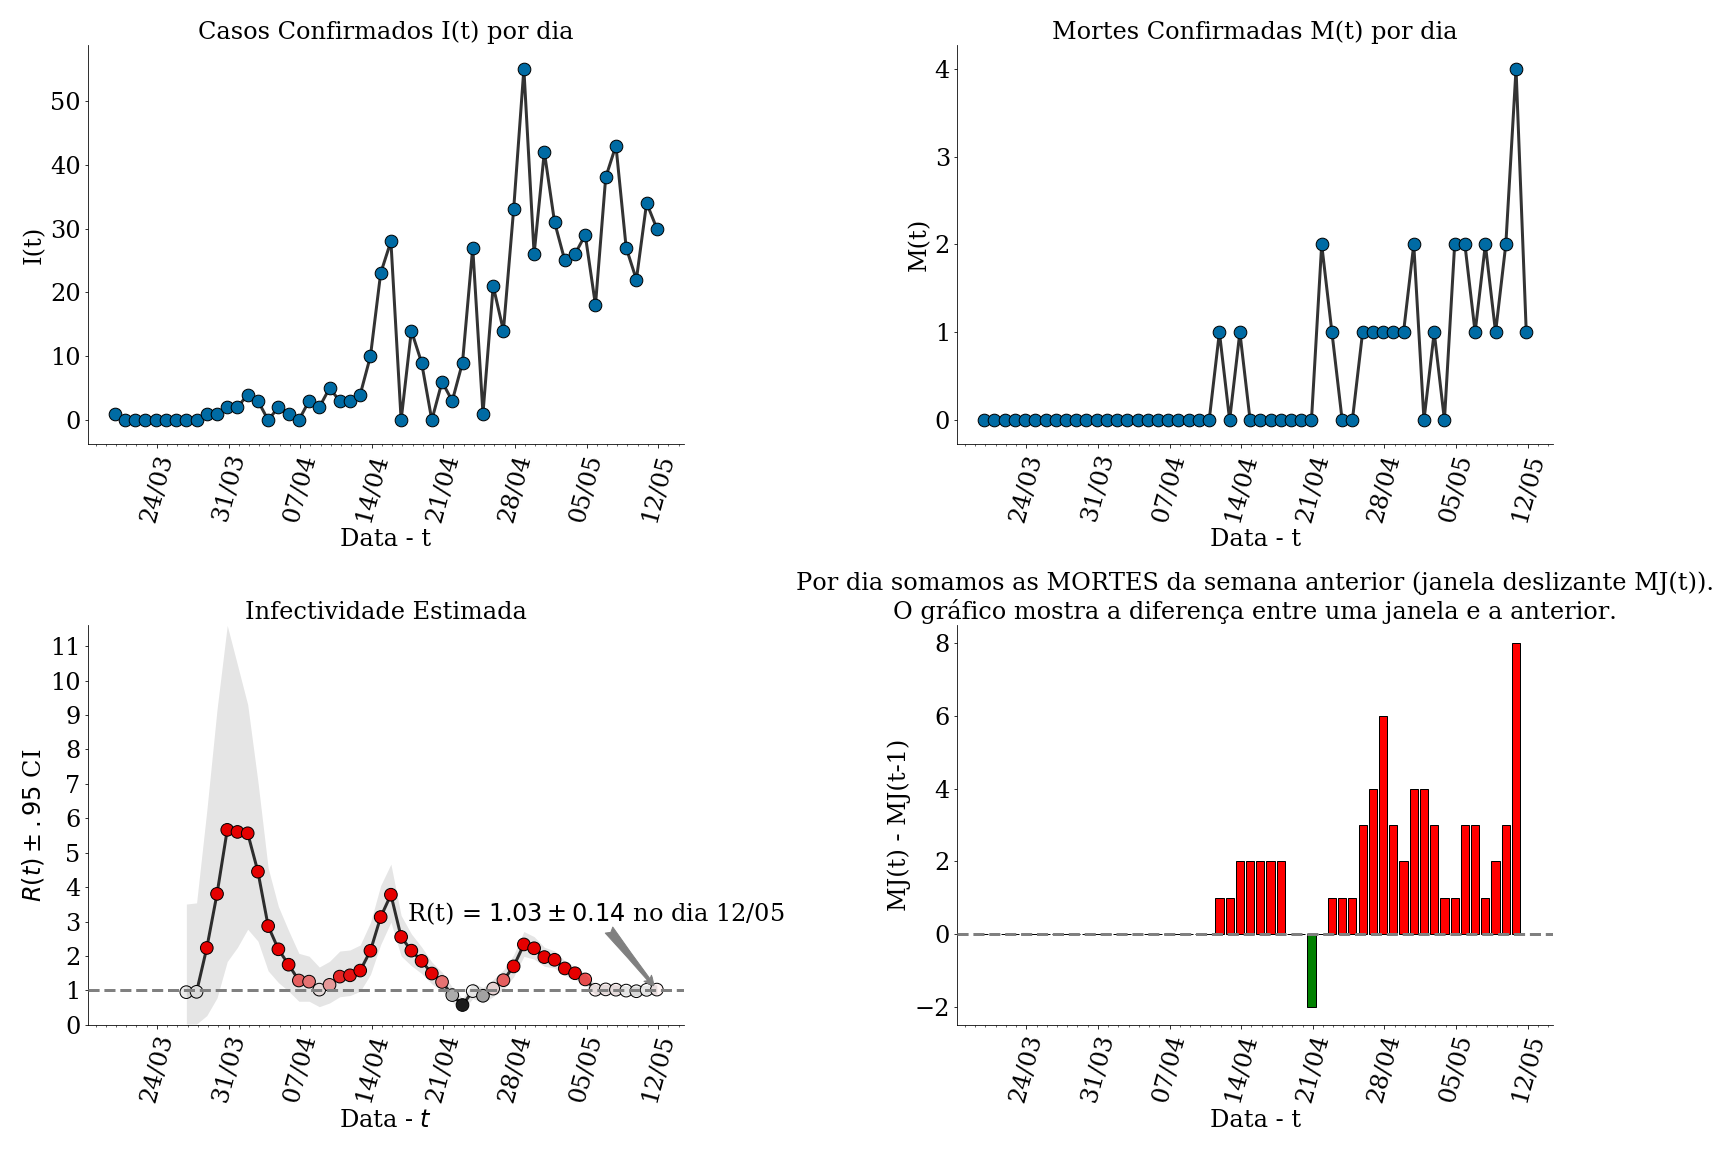 Casos Confirmados I(t) por dia
I(t)
50
40
30
20
10
0
24/03 31/03 07/04 14/04 21/04 28/04 05/05 12/05
Data - t
Mortes Confirmadas M(t) por dia
M(t)
4
3
2
1
0
24/03 31/03 07/04 14/04 21/04 28/04 05/05 12/05
Data - t
Infectividade Estimada
R(t) ± .95 CI
11
10
9
8
7
6
5
4
3
2
1
0
R(t) = 1.03 ± 0.14 no dia 12/05
24/03 31/03 07/04 14/04 21/04 28/04 05/05 12/05
Data - t
Por dia somamos as MORTES da semana anterior (janela deslizante MJ(t)).
O gráfico mostra a diferença entre uma janela e a anterior.
MJ(t) - MJ(t-1)
8
6
4
2
0
−2
24/03 31/03 07/04 14/04 21/04 28/04 05/05 12/05
Data - t